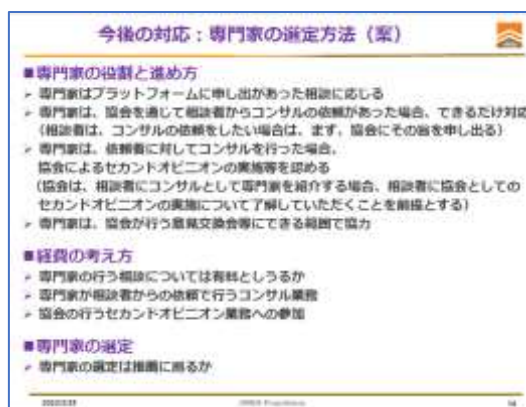 今後の対応：専門家の選定方法（案）
■専門家の役割と進め方
➢ 専門家はプラットフォームに申し出があった相談に応じる
➢ 専門家は、協会を通じて相談者からコンサルの依頼があった場合、できるだけ対応
（相談者は、コンサルの依頼をしたい場合は、まず、協会にその旨を申し出る）
➢ 専門家は、依頼者に対してコンサルを行った場合、
協会によるセカンドオピニオンの実施等を認める
（協会は、相談者にコンサルとして専門家を紹介する場合、相談者に協会としての
セカンドオピニオンの実施について了解していただくことを前提とする）
➢ 専門家は、協会が行う意見交換会等にできる範囲で協力
■経費の考え方
➢ 専門家の行う相談については有料としうるか
➢ 専門家が相談者からの依頼で行うコンサル業務
➢ 協会の行うセカンドオピニオン業務への参加
■専門家の選定
➢ 専門家の選定は推薦に困るか